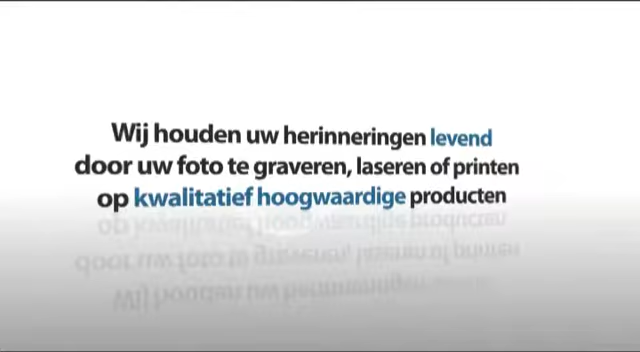 Wij houden uw herinneringen levend
door uw foto te graveren, laseren of printen
op kwalitatief hoogwaardige producten